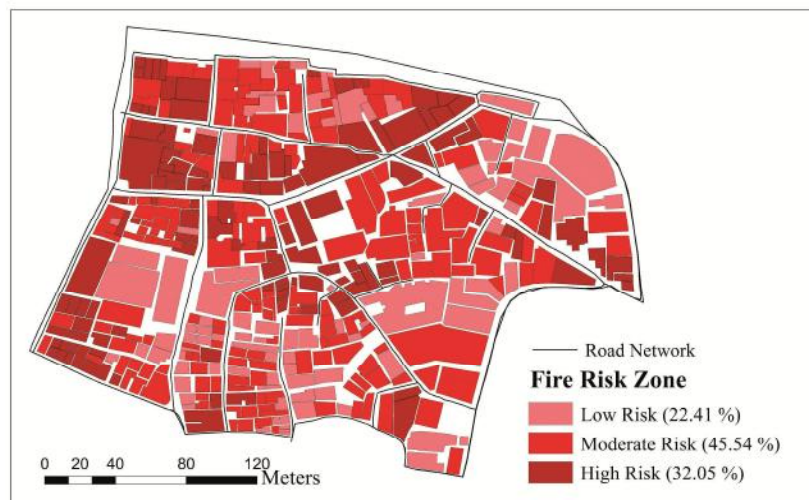 Road Network
Fire Risk Zone
Low Risk (22.41 %)
Moderate Risk (45.54 %)
High Risk (32.05 %)
0 20 40 80 120
Meters